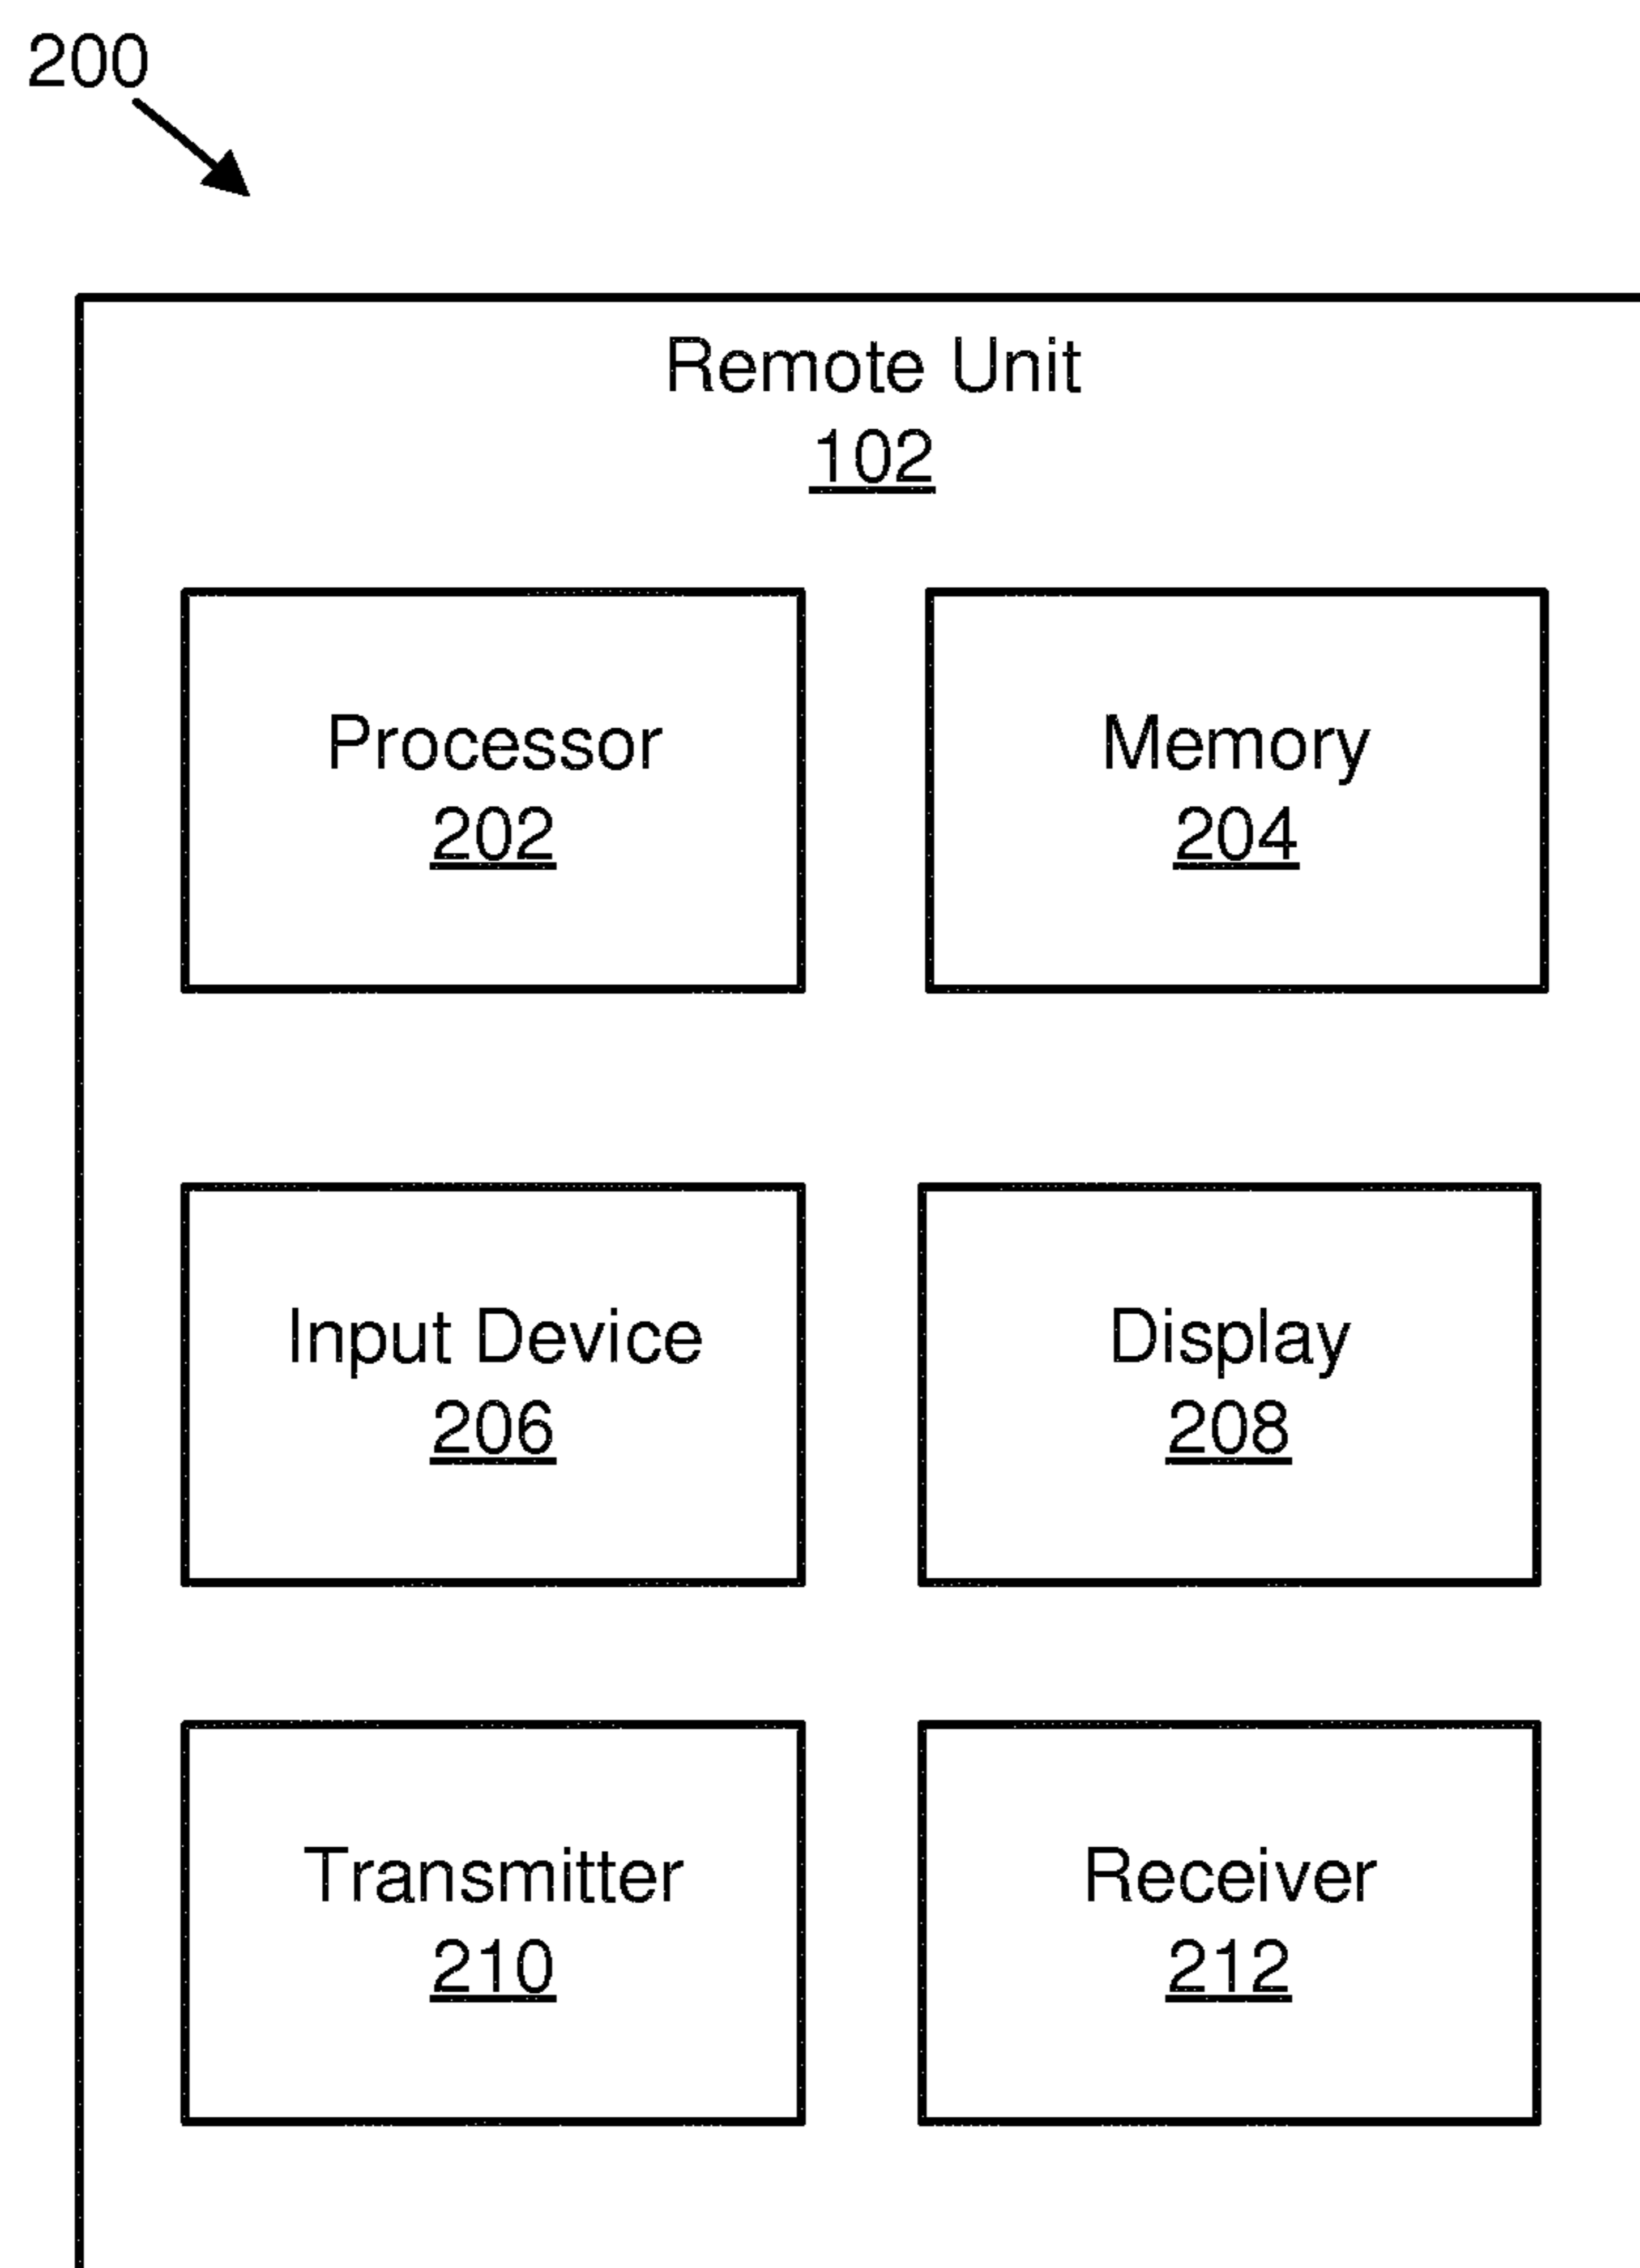 200
Remote Unit
102
Processor
202
Memory
204
Input Device
206
Display
208
Transmitter
210
Receiver
212